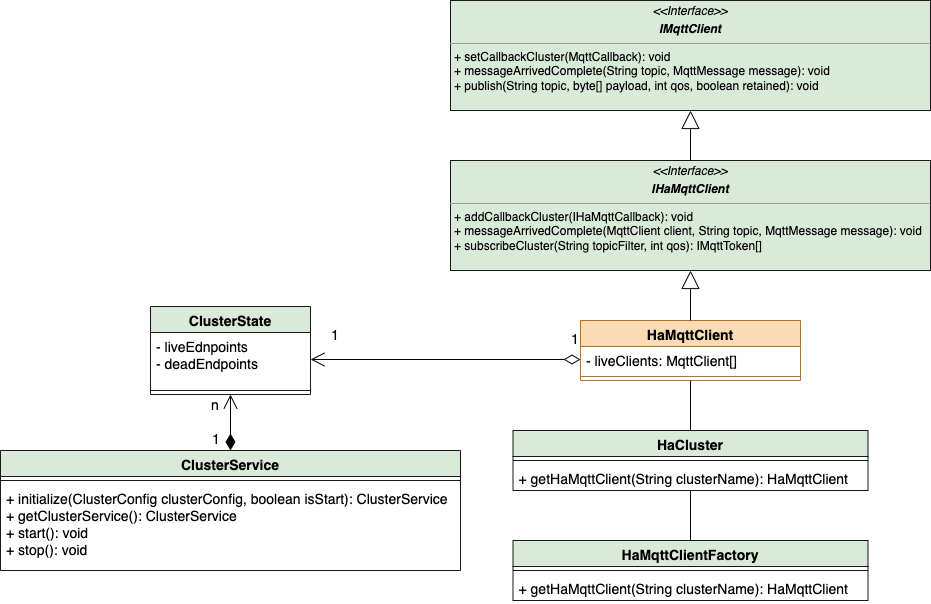 <<Interface>>
IMqttClient
+ setCallbackCluster(MqttCallback): void
+ messageArrivedComplete(String topic, MqttMessage message): void
+ publish(String topic, byte[] payload, int qos, boolean retained): void
<<Interface>>
IHaMqttClient
+ addCallbackCluster(IHaMqttCallback): void
+ messageArrivedComplete(MqttClient client, String topic, MqttMessage message): void
+ subscribeCluster(String topicFilter, int qos): IMqttToken[]
ClusterState
- liveEdnpoints
- deadEndpoints
1
1
HaMqttClient
- liveClients: MqttClient[]
n
1
ClusterService
+ initialize(ClusterConfig clusterConfig, boolean isStart): ClusterService
+ getClusterService(): ClusterService
+ start(): void
+ stop(): void
HaCluster
+ getHaMqttClient(String clusterName): HaMqttClient
HaMqttClientFactory
+ getHaMqttClient(String clusterName): HaMqttClient